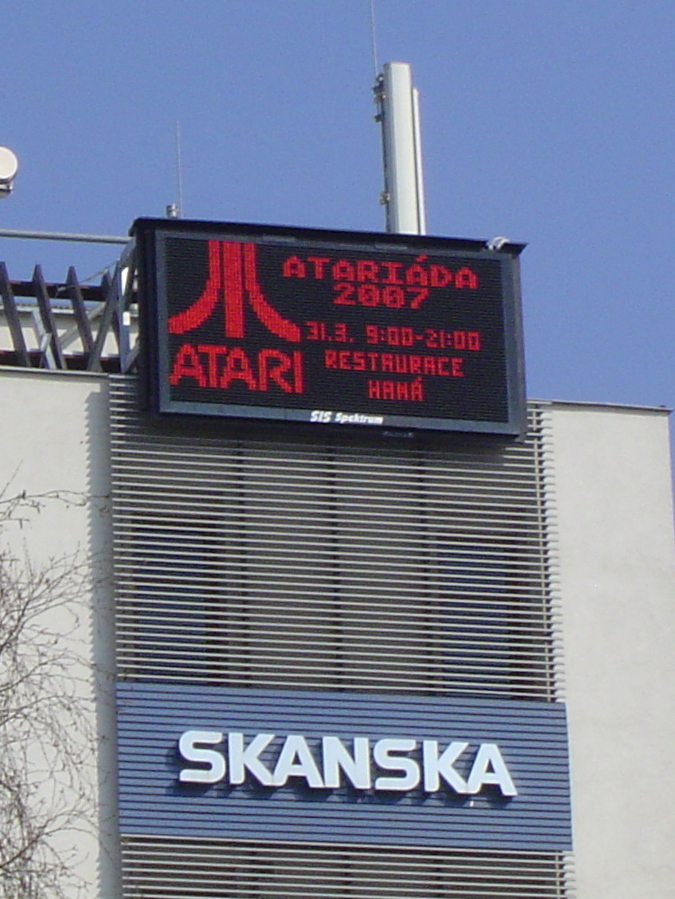 ATARIÁDA
2007
ATARI
31.3. 9:00-21:00
RESTAURACE
HANÁ
SIS Spektrum
SKANSKA